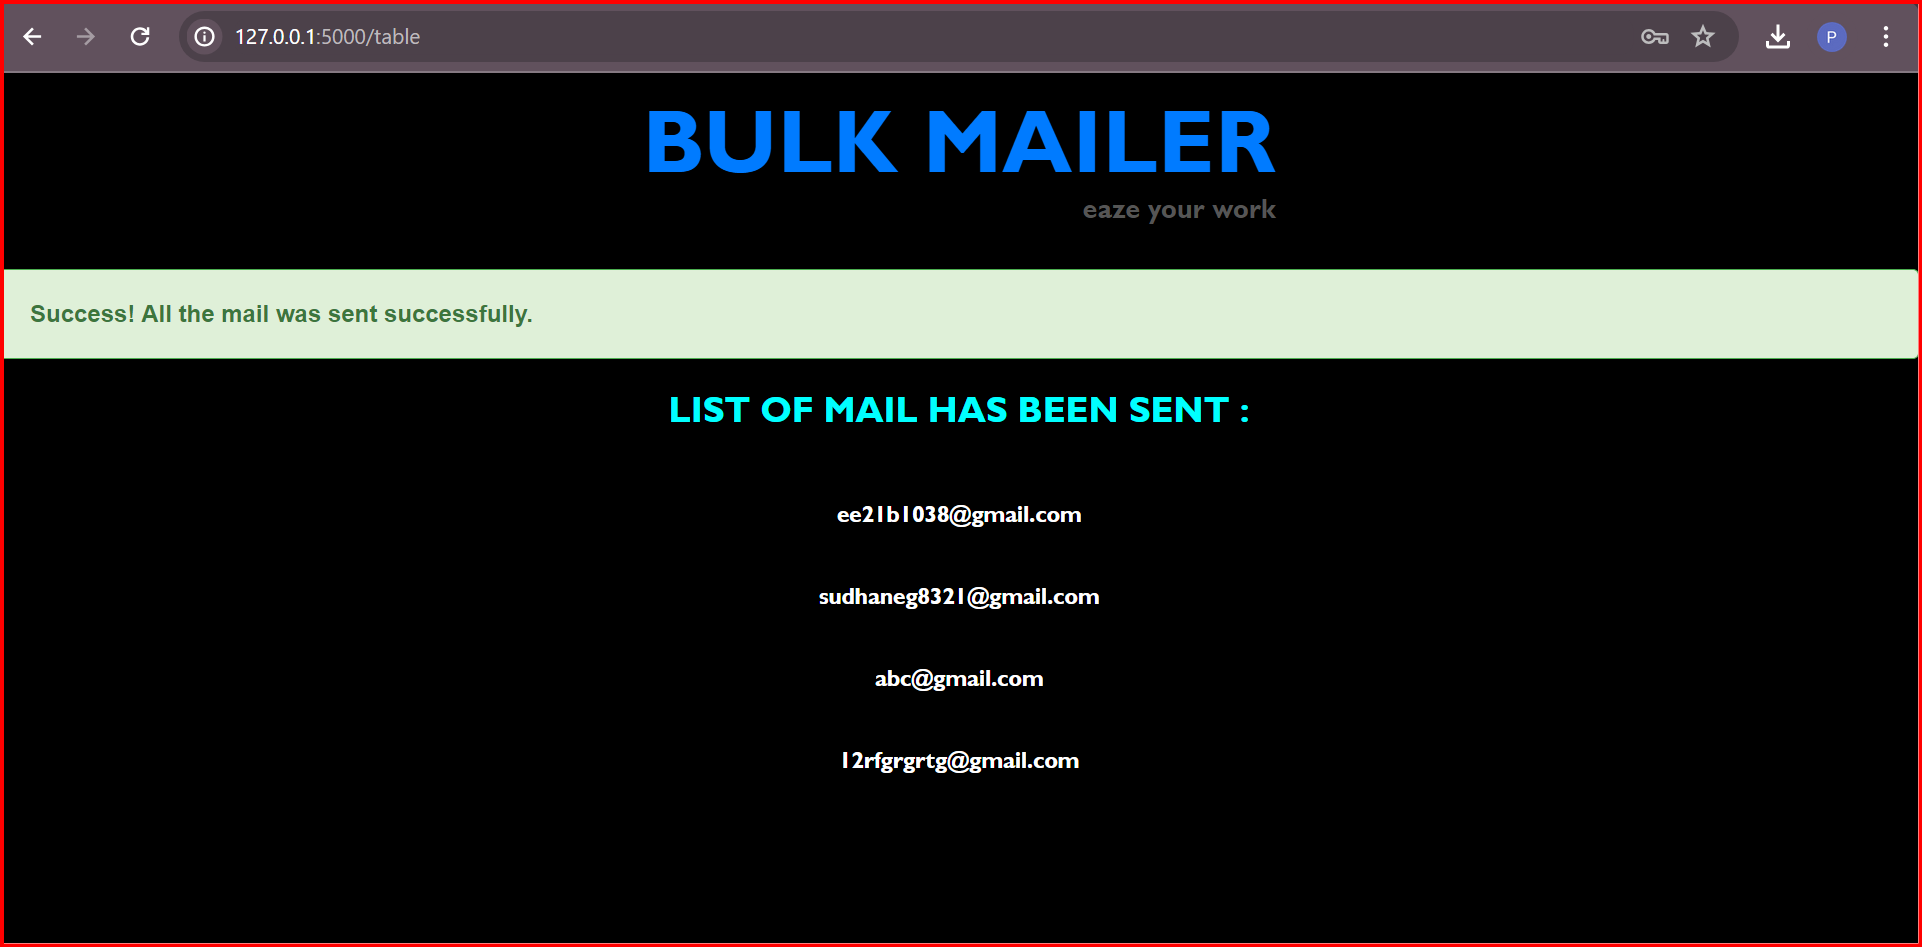 127.0.0.1:5000/table
P
BULK MAILER
eaze your work
Success! All the mail was sent successfully.
LIST OF MAIL HAS BEEN SENT :
ee21b1038@gmail.com
sudhaneg8321@gmail.com
abc@gmail.com
12rfgrgrtg@gmail.com